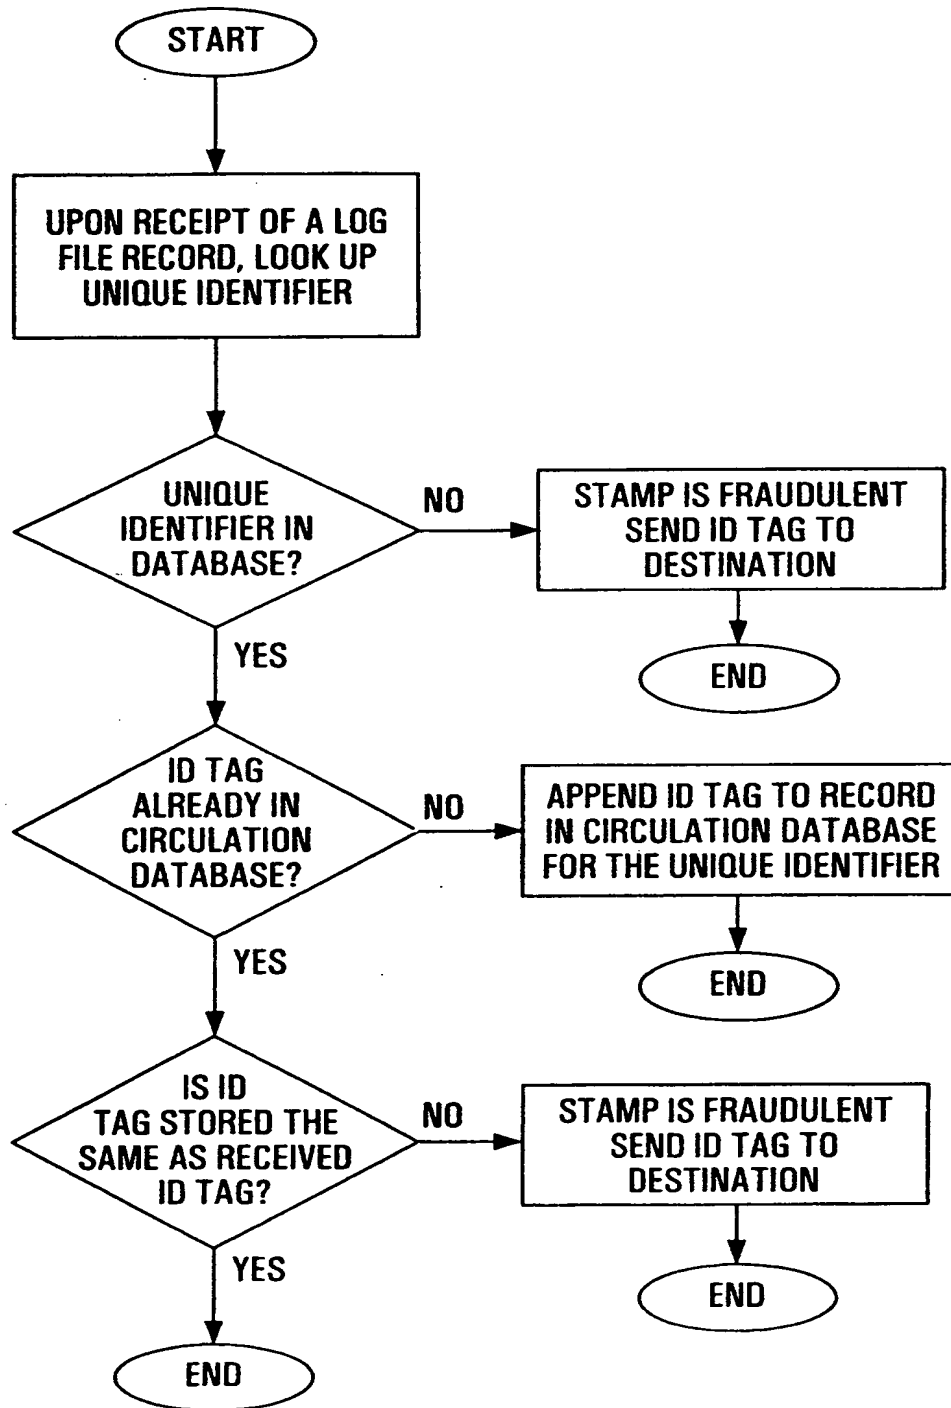 START
UPON RECEIPT OF A LOG
FILE RECORD, LOOK UP
UNIQUE IDENTIFIER
UNIQUE
IDENTIFIER IN
DATABASE?
NO
STAMP IS FRAUDULENT
SEND ID TAG TO
DESTINATION
END
YES
ID TAG
ALREADY IN
CIRCULATION
DATABASE?
NO
APPEND ID TAG TO RECORD
IN CIRCULATION DATABASE
FOR THE UNIQUE IDENTIFIER
END
YES
IS ID
TAG STORED THE
SAME AS RECEIVED
ID TAG?
NO
STAMP IS FRAUDULENT
SEND ID TAG TO
DESTINATION
END
YES
END